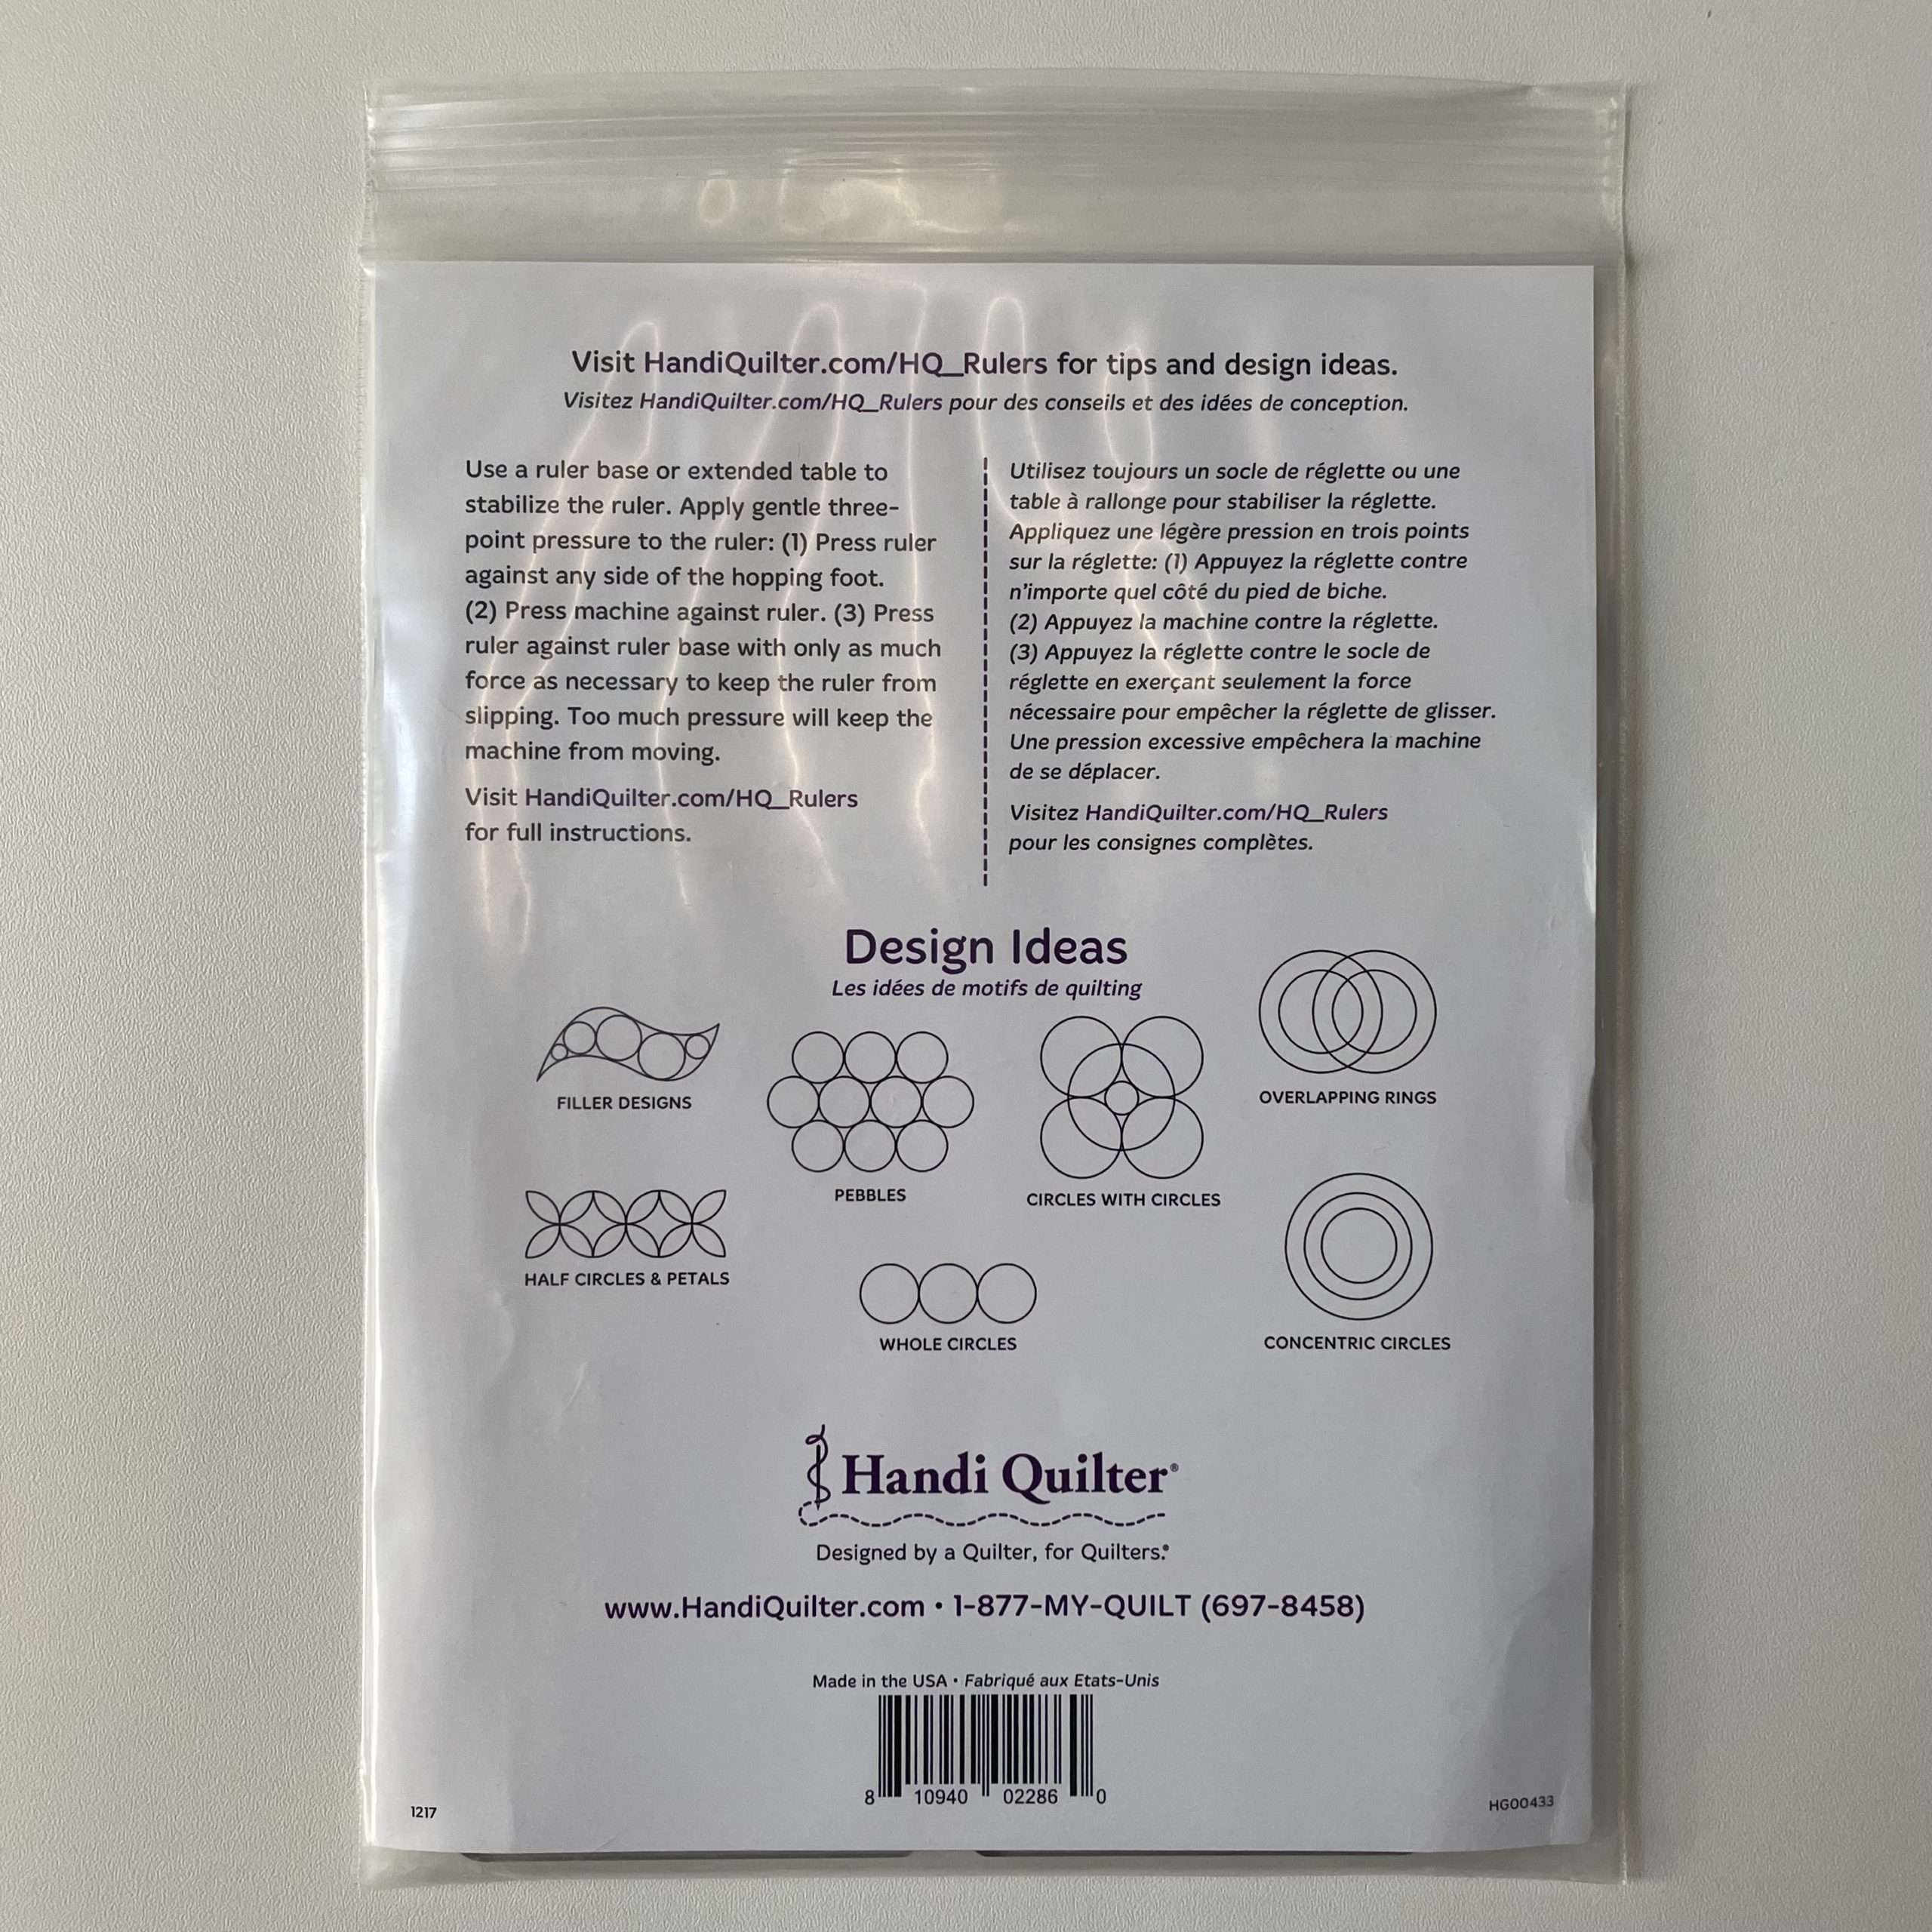 Visit HandiQuilter.com/HQ_Rulers for tips and design ideas.
Visitez HandiQuilter.com/HQ_Rulers pour des conseils et des idées de conception.
Use a ruler base or extended table to
stabilize the ruler. Apply gentle three-
point pressure to the ruler: (1) Press ruler
against any side of the hopping foot.
(2) Press machine against ruler. (3) Press
ruler against ruler base with only as much
force as necessary to keep the ruler from
slipping. Too much pressure will keep the
machine from moving.
Visit HandiQuilter.com/HQ_Rulers
for full instructions.
Utilisez toujours un socle de réglette ou une
table à rallonge pour stabiliser la réglette.
Appliquez une légère pression en trois points
sur la réglette: (1) Appuyez la réglette contre
n'importe quel côté du pied de biche.
(2) Appuyez la machine contre la réglette.
(3) Appuyez la réglette contre le socle de
réglette en exerçant seulement la force
nécessaire pour empêcher la réglette de glisser.
Une pression excessive empêchera la machine
de se déplacer.
Visitez HandiQuilter.com/HQ_Rulers
pour les consignes complètes.
Design Ideas
Les idées de motifs de quilting
FILLER DESIGNS
PEBBLES
CIRCLES WITH CIRCLES
OVERLAPPING RINGS
HALF CIRCLES & PETALS
WHOLE CIRCLES
CONCENTRIC CIRCLES
Handi Quilter®
Designed by a Quilter, for Quilters.®
www.HandiQuilter.com • 1-877-MY-QUILT (697-8458)
Made in the USA • Fabriqué aux Etats-Unis
8 10940 02286 0
1217
HG00433